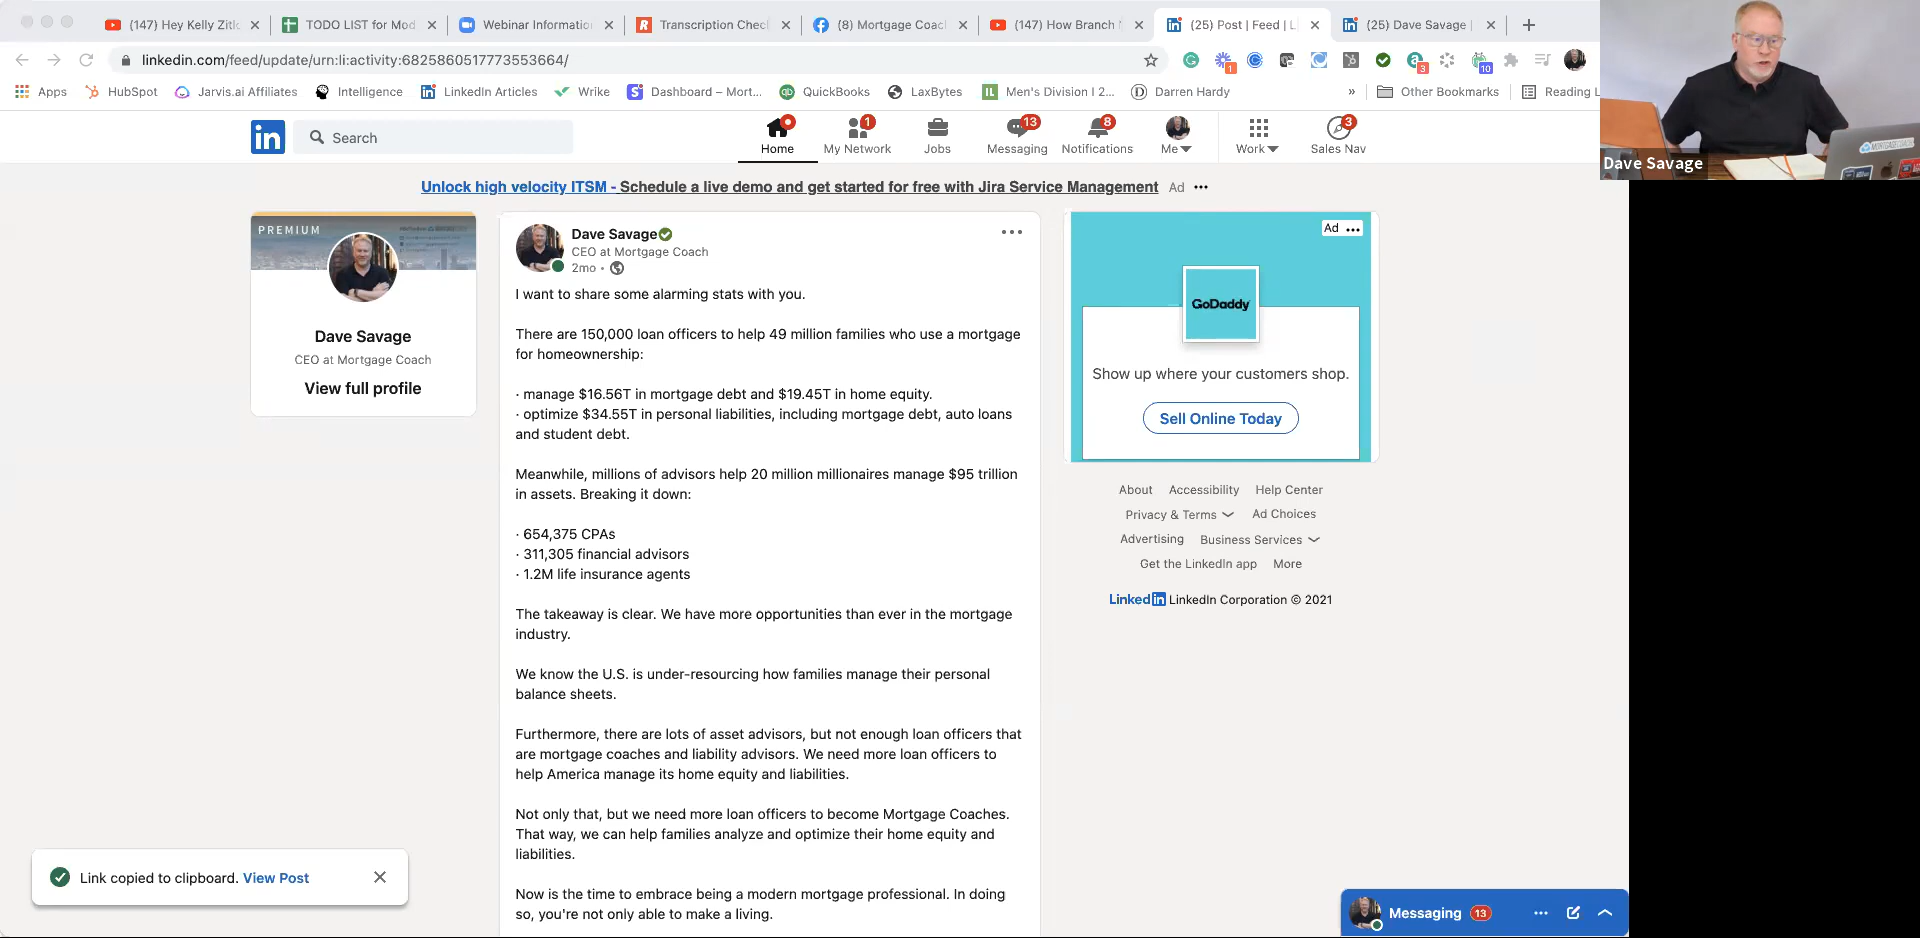 (147) Hey Kelly Zitl
TODO LIST for Mod
Webinar Informatio
Transcription Chec
(8) Mortgage Coac
(147) How Branch
(25) Post | Feed | L
(25) Dave Savage |
linkedin.com/feed/update/urn:li:activity:6825860517773553664/
1
3
10
Apps
HubSpot
Jarvis.ai Affiliates
Intelligence
LinkedIn Articles
Wrike
Dashboard – Mort...
QuickBooks
LaxBytes
Men's Division I 2...
Darren Hardy
»
Other Bookmarks
Reading L
Dave Savage
in
Search
Home
1
My Network
Jobs
13
Messaging
8
Notifications
Me
Work
3
Sales Nav
Unlock high velocity ITSM - Schedule a live demo and get started for free with Jira Service Management Ad
PREMIUM
Dave Savage
CEO at Mortgage Coach
View full profile
Dave Savage
CEO at Mortgage Coach
2mo •
I want to share some alarming stats with you.
There are 150,000 loan officers to help 49 million families who use a mortgage
for homeownership:
· manage $16.56T in mortgage debt and $19.45T in home equity.
· optimize $34.55T in personal liabilities, including mortgage debt, auto loans
and student debt.
Meanwhile, millions of advisors help 20 million millionaires manage $95 trillion
in assets. Breaking it down:
· 654,375 CPAs
· 311,305 financial advisors
· 1.2M life insurance agents
The takeaway is clear. We have more opportunities than ever in the mortgage
industry.
We know the U.S. is under-resourcing how families manage their personal
balance sheets.
Furthermore, there are lots of asset advisors, but not enough loan officers that
are mortgage coaches and liability advisors. We need more loan officers to
help America manage its home equity and liabilities.
Not only that, but we need more loan officers to become Mortgage Coaches.
That way, we can help families analyze and optimize their home equity and
liabilities.
Now is the time to embrace being a modern mortgage professional. In doing
so, you're not only able to make a living.
Ad
GoDaddy
Show up where your customers shop.
Sell Online Today
About Accessibility Help Center
Privacy & Terms Ad Choices
Advertising Business Services
Get the LinkedIn app More
Linked in LinkedIn Corporation © 2021
Link copied to clipboard. View Post
Messaging 13